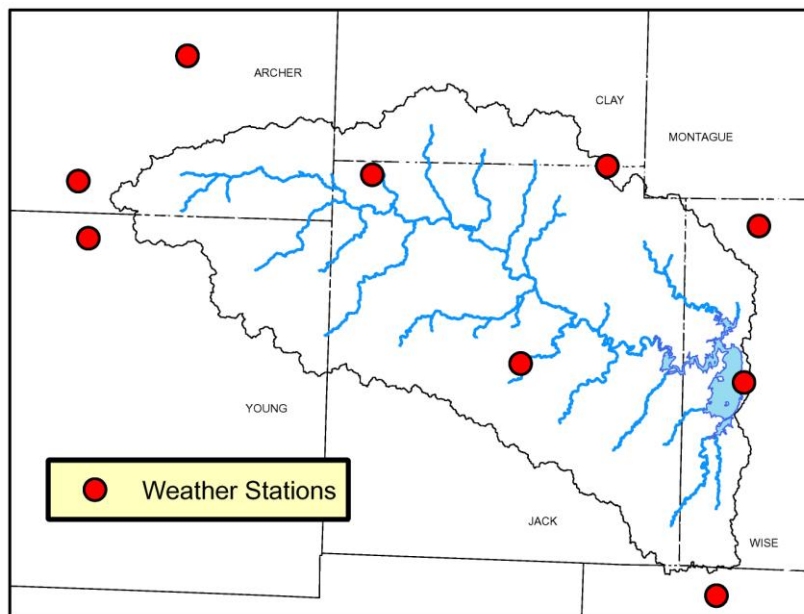 ARCHER
CLAY
MONTAGUE
YOUNG
Weather Stations
JACK
WISE